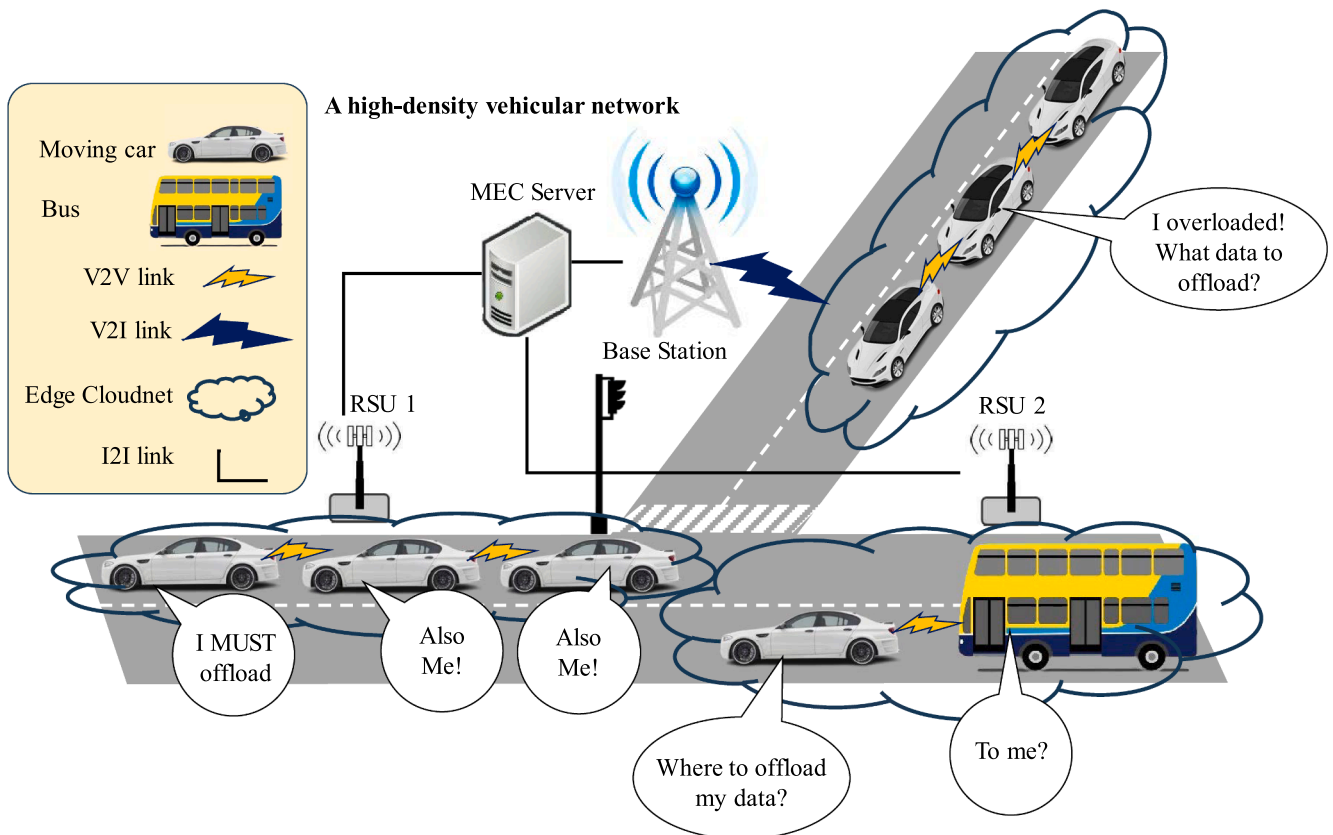 A high-density vehicular network
Moving car
Bus
V2V link
V2I link
Edge Cloudnet
I2I link
MEC Server
Base Station
RSU 1
RSU 2
I overloaded!
What data to
offload?
I MUST
offload
Also
Me!
Also
Me!
Where to offload
my data?
To me?